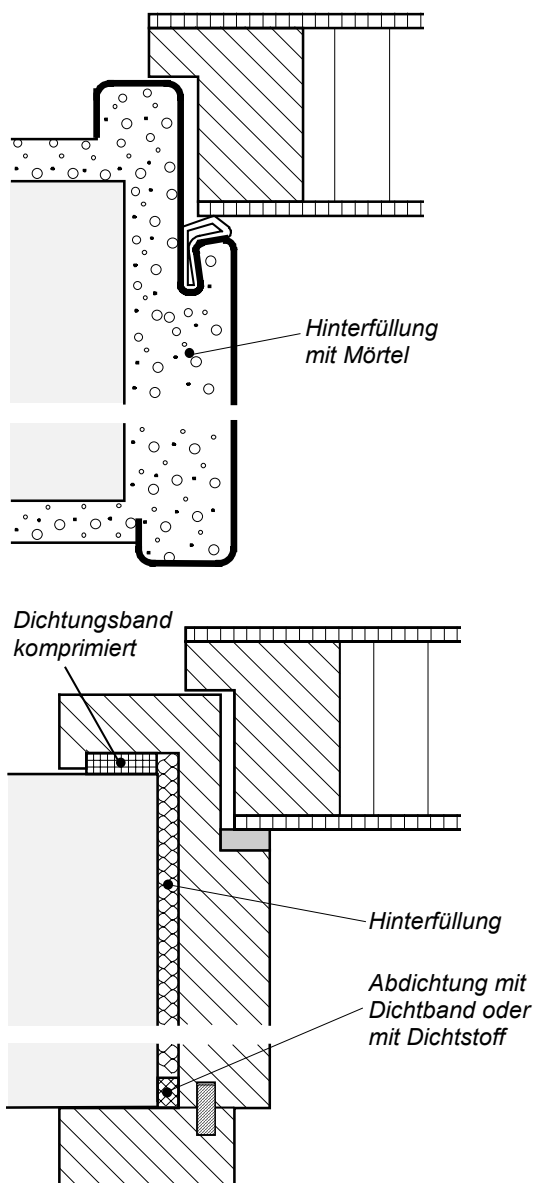 Hinterfüllung
mit Mörtel
Dichtungsband
komprimiert
Hinterfüllung
Abdichtung mit
Dichtband oder
mit Dichtstoff